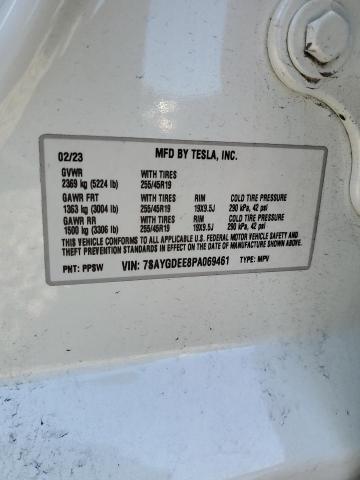 02/23 MFD BY TESLA, INC.
GVWR WITH TIRES
2369 kg (5224 lb) 255/45R19
GAWR FRT WITH TIRES RIM COLD TIRE PRESSURE
1363 kg (3004 lb) 255/45R19 19X9.5J 290 kPa, 42 psi
GAWR RR WITH TIRES RIM COLD TIRE PRESSURE
1500 kg (3306 lb) 255/45R19 19X9.5J 290 kPa, 42 psi
THIS VEHICLE CONFORMS TO ALL APPLICABLE U.S. FEDERAL MOTOR VEHICLE SAFETY AND
THEFT PREVENTION STANDARDS IN EFFECT ON THE DATE OF MANUFACTURE SHOWN ABOVE.
PNT: PPSW VIN: 7SAYGDEE8PA069461 TYPE: MPV